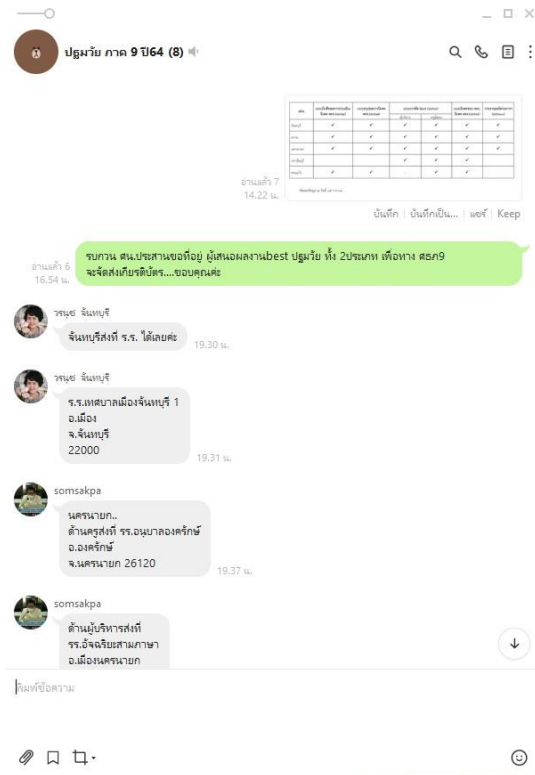 ปฐมวัย ภาค 9 ปี64 (8)
อ่านแล้ว 7
14.22 น.
บันทึก | บันทึกเป็น... | แชร์ | Keep
รบกวน ศน.ประสานขอที่อยู่ ผู้เสนอผลงานbest ปฐมวัย ทั้ง 2ประเภท เพื่อทาง ศธภ9
จะจัดส่งเกียรติบัตร....ขอบคุณค่ะ
อ่านแล้ว 6
16.54 น.
วรนุช จันทบุรี
จันทบุรีส่งที่ ร.ร. ได้เลยค่ะ
19.30 น.
วรนุช จันทบุรี
ร.ร.เทศบาลเมืองจันทบุรี 1
อ.เมือง
จ.จันทบุรี
22000
19.31 น.
somsakpa
นครนายก..
ด้านครูส่งที่ รร.อนุบาลองครักษ์
อ.องครักษ์
จ.นครนายก 26120
19.37 น.
somsakpa
ด้านผู้บริหารส่งที่
รร.อัจฉริยะสามภาษา
อ.เมืองนครนายก
พิมพ์ข้อความ